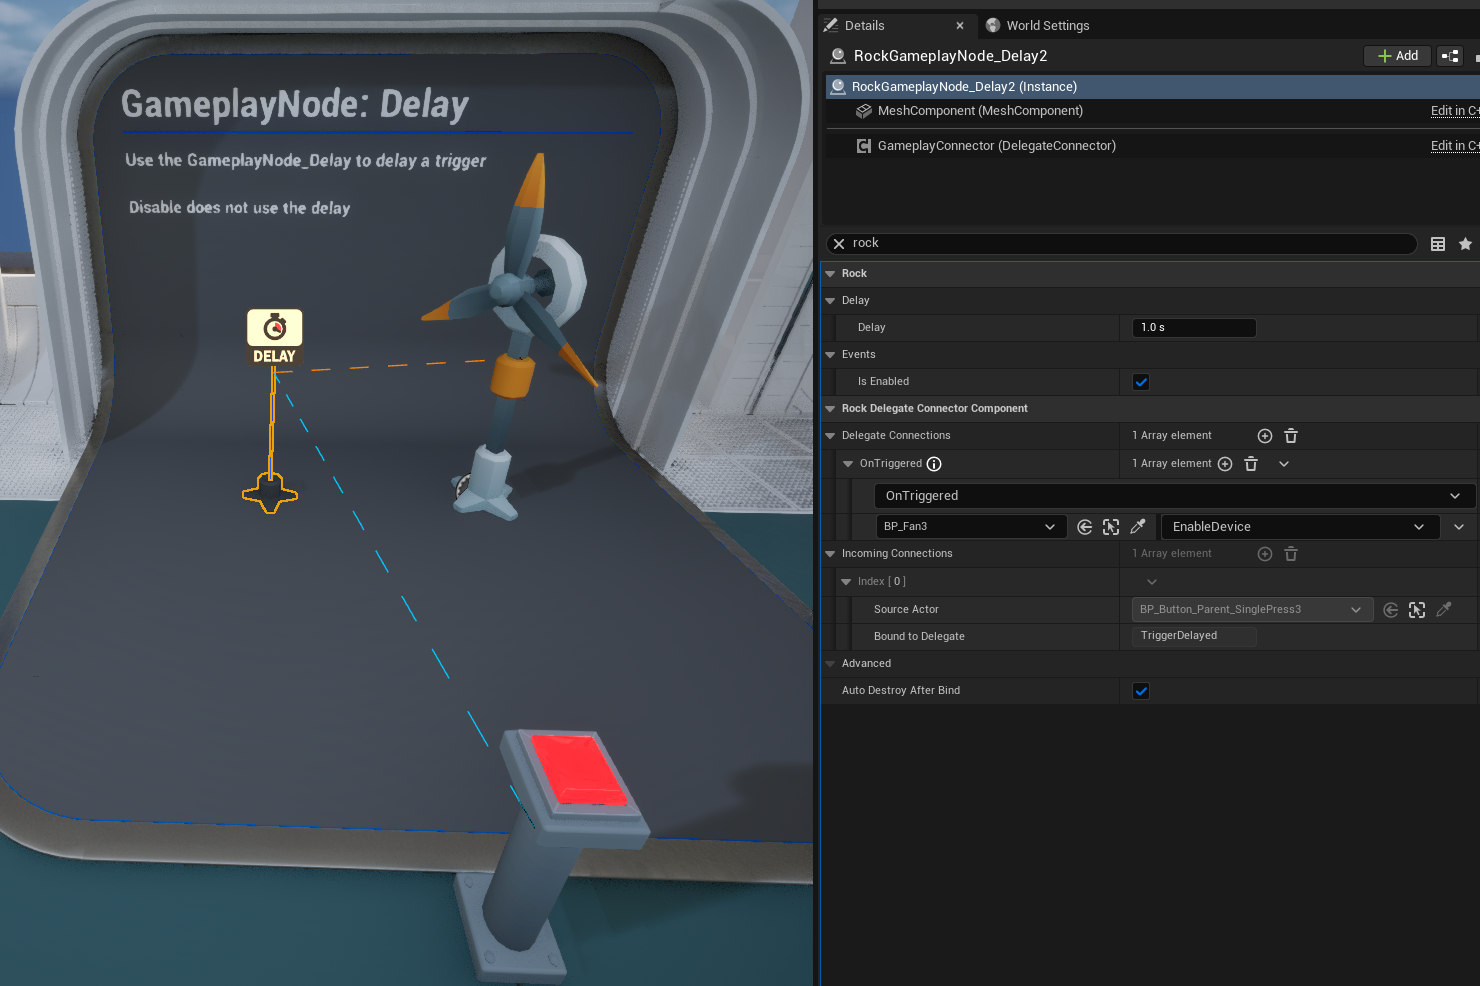 GameplayNode: Delay
Use the GameplayNode_Delay to delay a trigger
Disable does not use the delay
DELAY
Details
World Settings
RockGameplayNode_Delay2
Add
RockGameplayNode_Delay2 (Instance)
MeshComponent (MeshComponent)
Edit in C+
GameplayConnector (DelegateConnector)
Edit in C+
rock
Rock
Delay
Delay
1.0 s
Events
Is Enabled
Rock Delegate Connector Component
Delegate Connections
1 Array element
OnTriggered
1 Array element
OnTriggered
BP_Fan3
EnableDevice
Incoming Connections
1 Array element
Index [ 0 ]
Source Actor
BP_Button_Parent_SinglePress3
Bound to Delegate
TriggerDelayed
Advanced
Auto Destroy After Bind